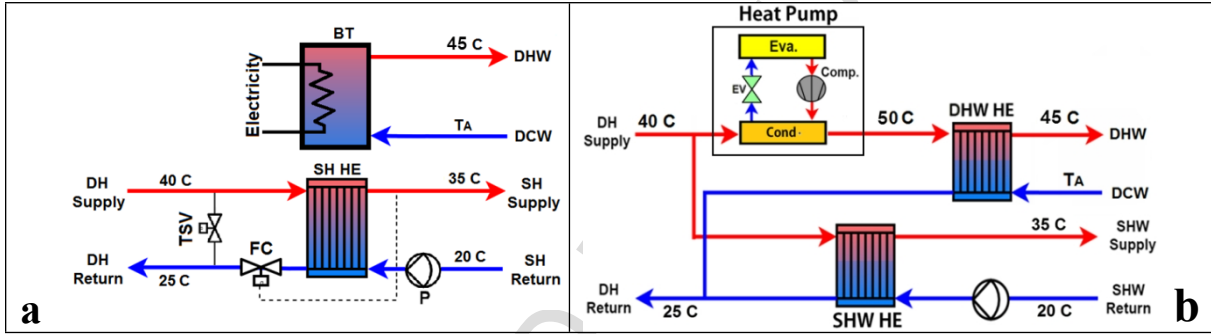 BT
45 C
DHW
Electricity
TA
DCW
SH HE
DH
Supply
40 C
35 C
SH
Supply
TSV
FC
DH
Return
25 C
20 C
SH
Return
P
a
Heat Pump
Eva.
EV
Comp.
Cond -
DH
Supply
40 C
50 C
DHW HE
45 C
DHW
TA
DCW
35 C
SHW
Supply
DH
Return
25 C
SHW HE
20 C
SHW
Return
b